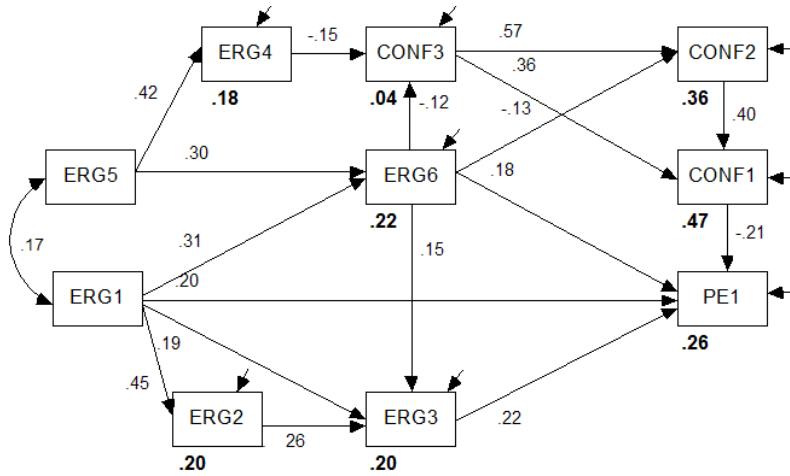 ERG4
-.15
CONF3
.57
CONF2
.18
.04
.36
.36
.42
-.12
-.13
.40
ERG5
.30
ERG6
.18
CONF1
.22
.47
.17
.31
.15
-.21
ERG1
.20
PE1
.19
.26
.45
ERG2
26
ERG3
.22
.20
.20